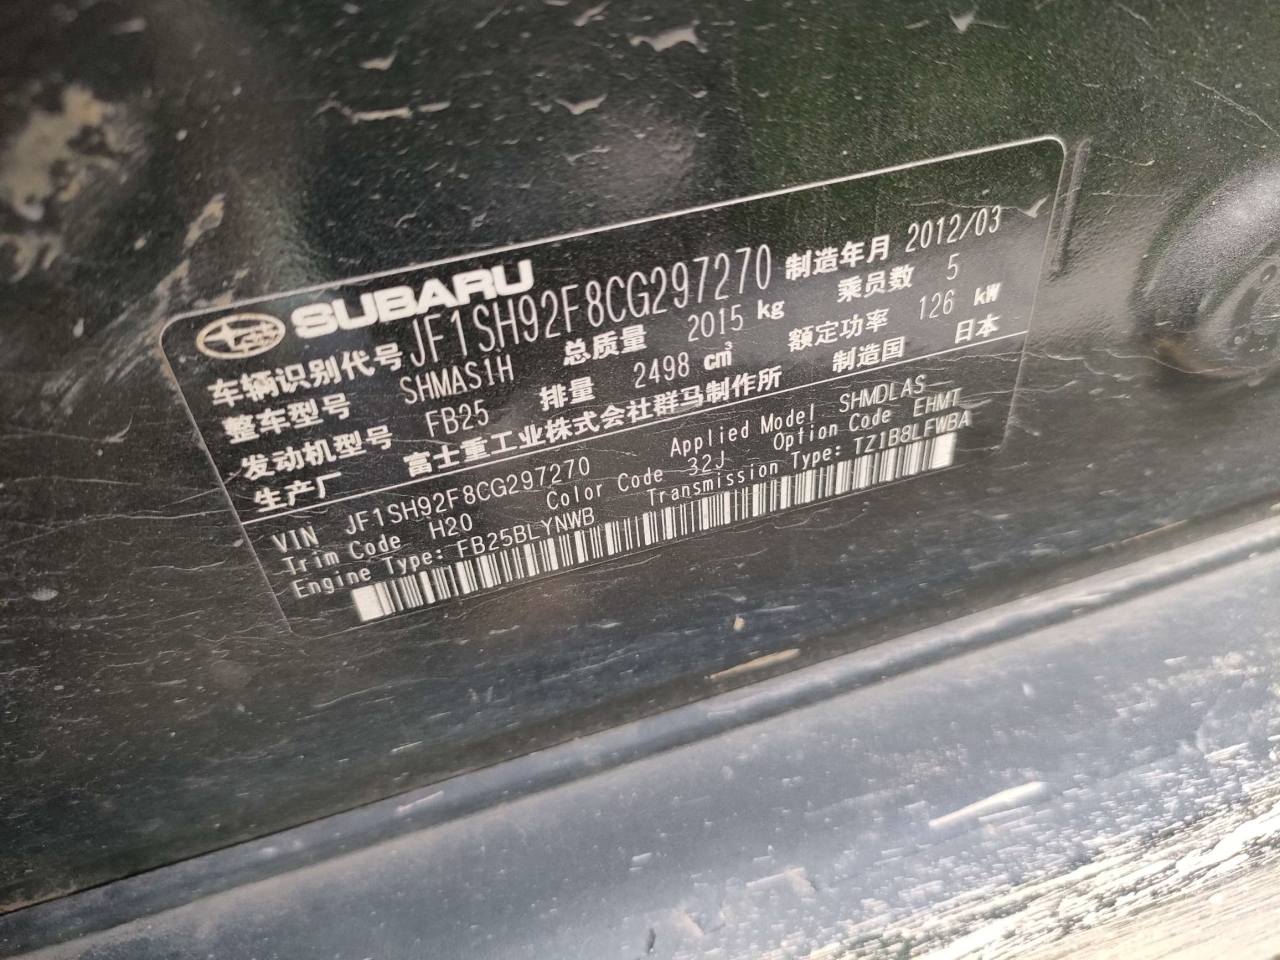 SUBARU
车辆识别代号 JF1SH92F8CG297270 制造年月 2012/03
整车型号 SHMAS1H 总质量 2015 kg 乘员数 5
发动机型号 FB25 排量 2498 cm³ 额定功率 126 kW
生产厂 富士重工业株式会社群马制作所 制造国 日本
VIN JF1SH92F8CG297270 Applied Model SHMDLAS
Trim Code H20 Color Code 32J Option Code EHMT
Engine Type: FB25BLYNWB Transmission Type: TZ1B8LFWBA